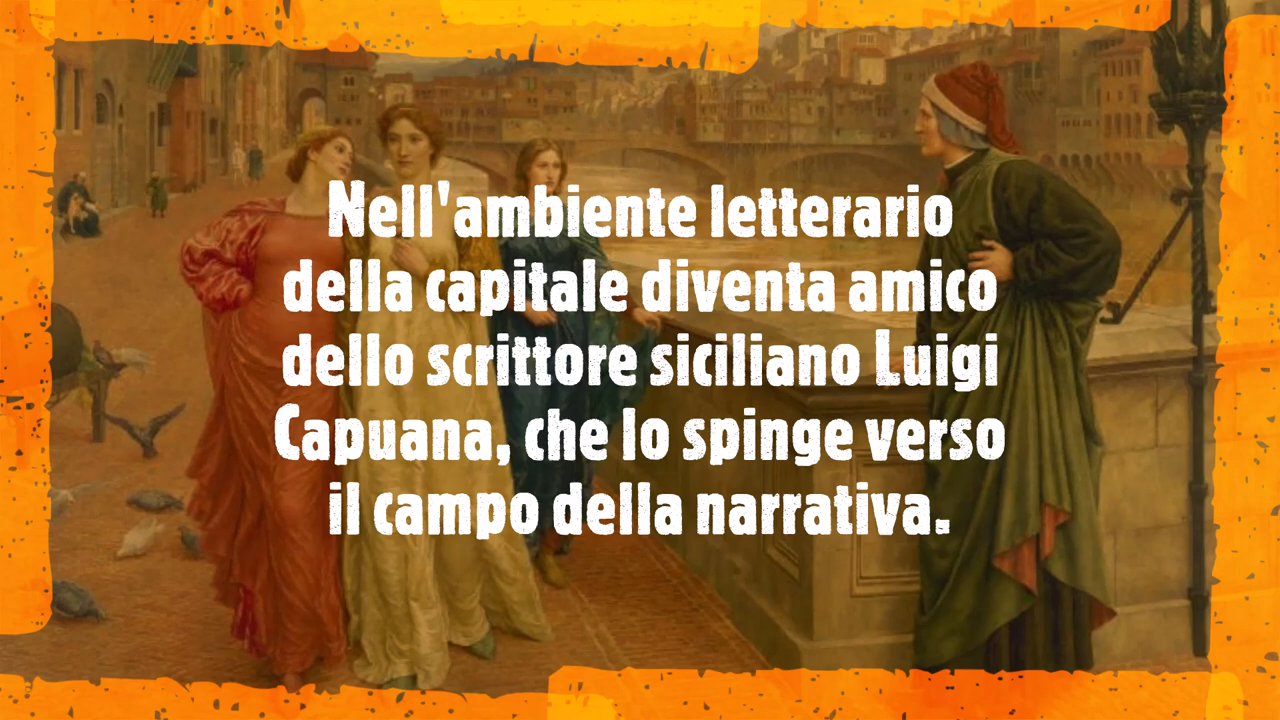 Nell'ambiente letterario
della capitale diventa amico
dello scrittore siciliano Luigi
Capuana, che lo spinge verso
il campo della narrativa.